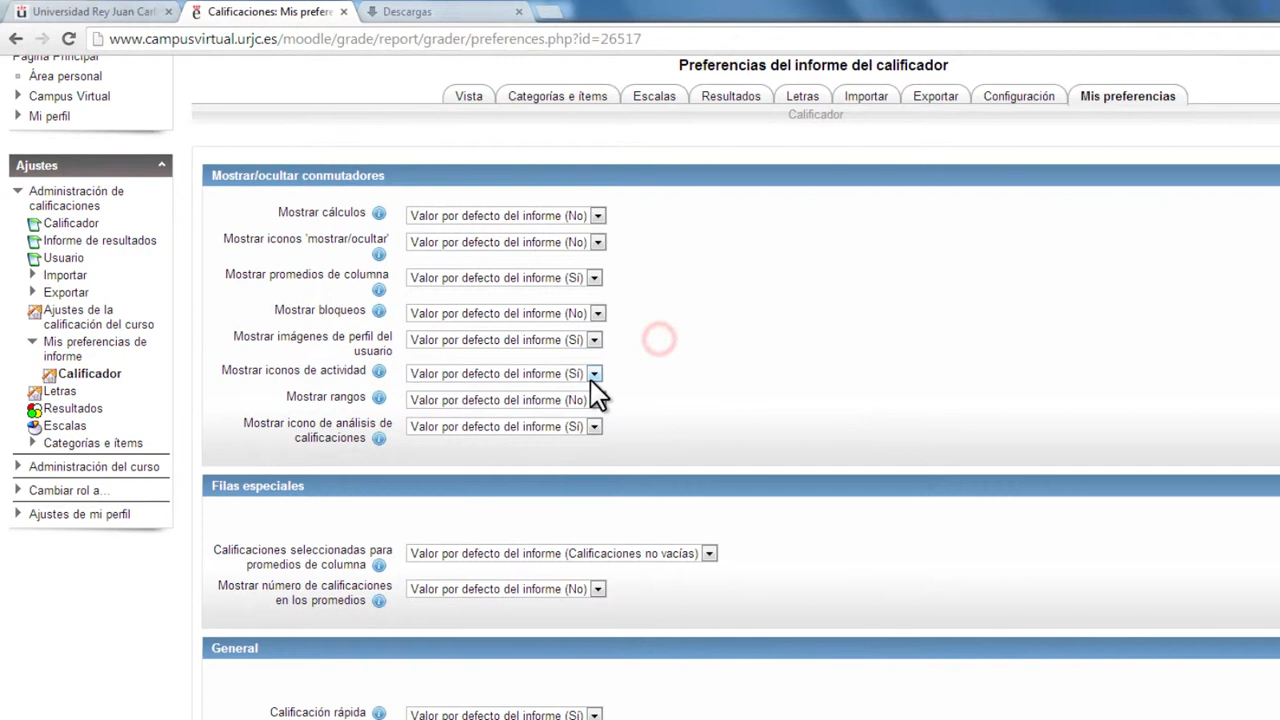 Universidad Rey Juan Carl
Calificaciones: Mis prefere
Descargas
www.campusvirtual.urjc.es/moodle/grade/report/grader/preferences.php?id=26517
Página Principal
Área personal
Campus Virtual
Mi perfil
Ajustes
Administración de
calificaciones
Calificador
Informe de resultados
Usuario
Importar
Exportar
Ajustes de la
calificación del curso
Mis preferencias de
informe
Calificador
Letras
Resultados
Escalas
Categorías e ítems
Administración del curso
Cambiar rol a...
Ajustes de mi perfil
Preferencias del informe del calificador
Vista
Categorías e ítems
Escalas
Resultados
Letras
Importar
Exportar
Configuración
Mis preferencias
Calificador
Mostrar/ocultar conmutadores
Mostrar cálculos
Valor por defecto del informe (No)
Mostrar iconos 'mostrar/ocultar'
Valor por defecto del informe (No)
Mostrar promedios de columna
Valor por defecto del informe (Sí)
Mostrar bloqueos
Valor por defecto del informe (No)
Mostrar imágenes de perfil del
usuario
Valor por defecto del informe (Sí)
Mostrar iconos de actividad
Valor por defecto del informe (Sí)
Mostrar rangos
Valor por defecto del informe (No)
Mostrar icono de análisis de
calificaciones
Valor por defecto del informe (Sí)
Filas especiales
Calificaciones seleccionadas para
promedios de columna
Valor por defecto del informe (Calificaciones no vacías)
Mostrar número de calificaciones
en los promedios
Valor por defecto del informe (No)
General
Calificación rápida
Valor por defecto del informe (Sí)